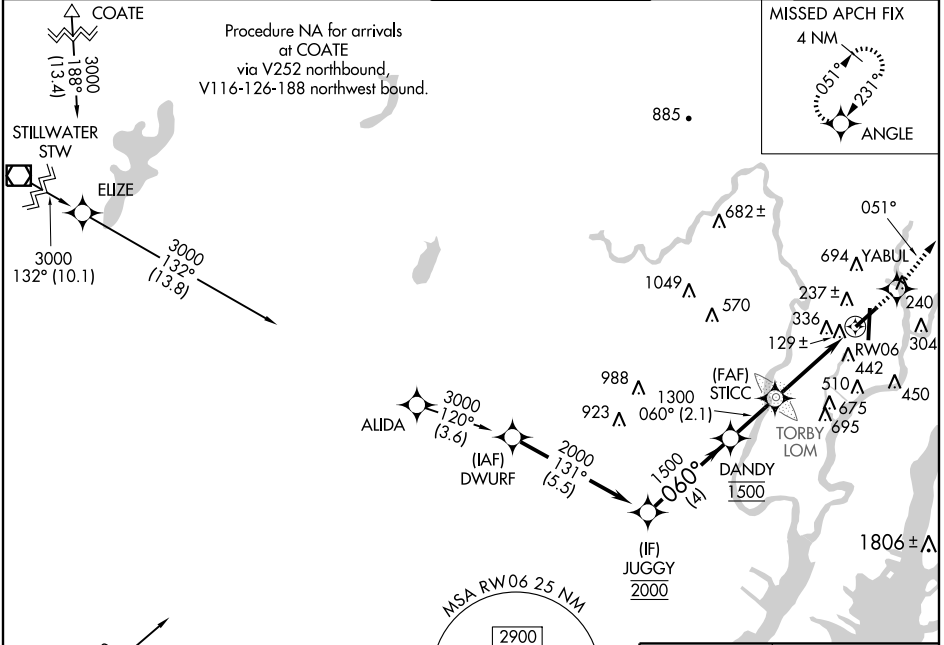 COATE
3000
188°
(13.4)
Procedure NA for arrivals
at COATE
via V252 northbound,
V116-126-188 northwest bound.
MISSED APCH FIX
4 NM
051°
231°
ANGLE
885
STILLWATER
STW
ELIZE
3000
132° (10.1)
3000
132°
(13.8)
682 ±
051°
694
YABUL
1049
570
237 ±
240
336
129 ±
304
RW06
442
988
923
(FAF)
STICC
1300
060° (2.1)
510
450
675
695
TORBY
LOM
ALIDA
3000
120°
(3.6)
(IAF)
DWURF
2000
131°
(5.5)
1500
060°
(4)
DANDY
1500
(IF)
JUGGY
2000
1806 ±
MSA RW 06 25 NM
2900